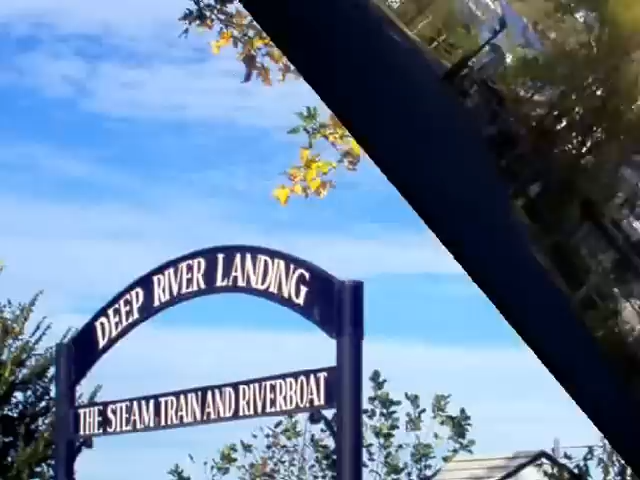 DEEP RIVER LANDING
THE STEAM TRAIN AND RIVERBOAT